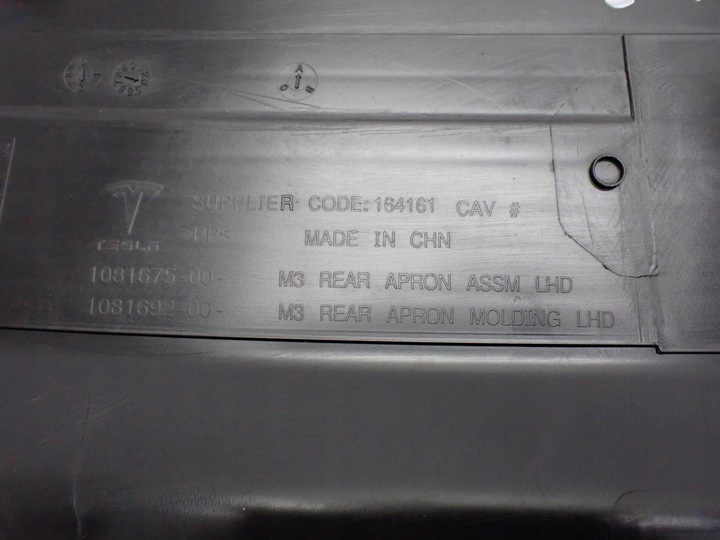 A
SUPPLIER CODE: 164161 CAV #
TESLA
>PP<
MADE IN CHN
1081675-00- M3 REAR APRON ASSM LHD
1081692-00- M3 REAR APRON MOLDING LHD